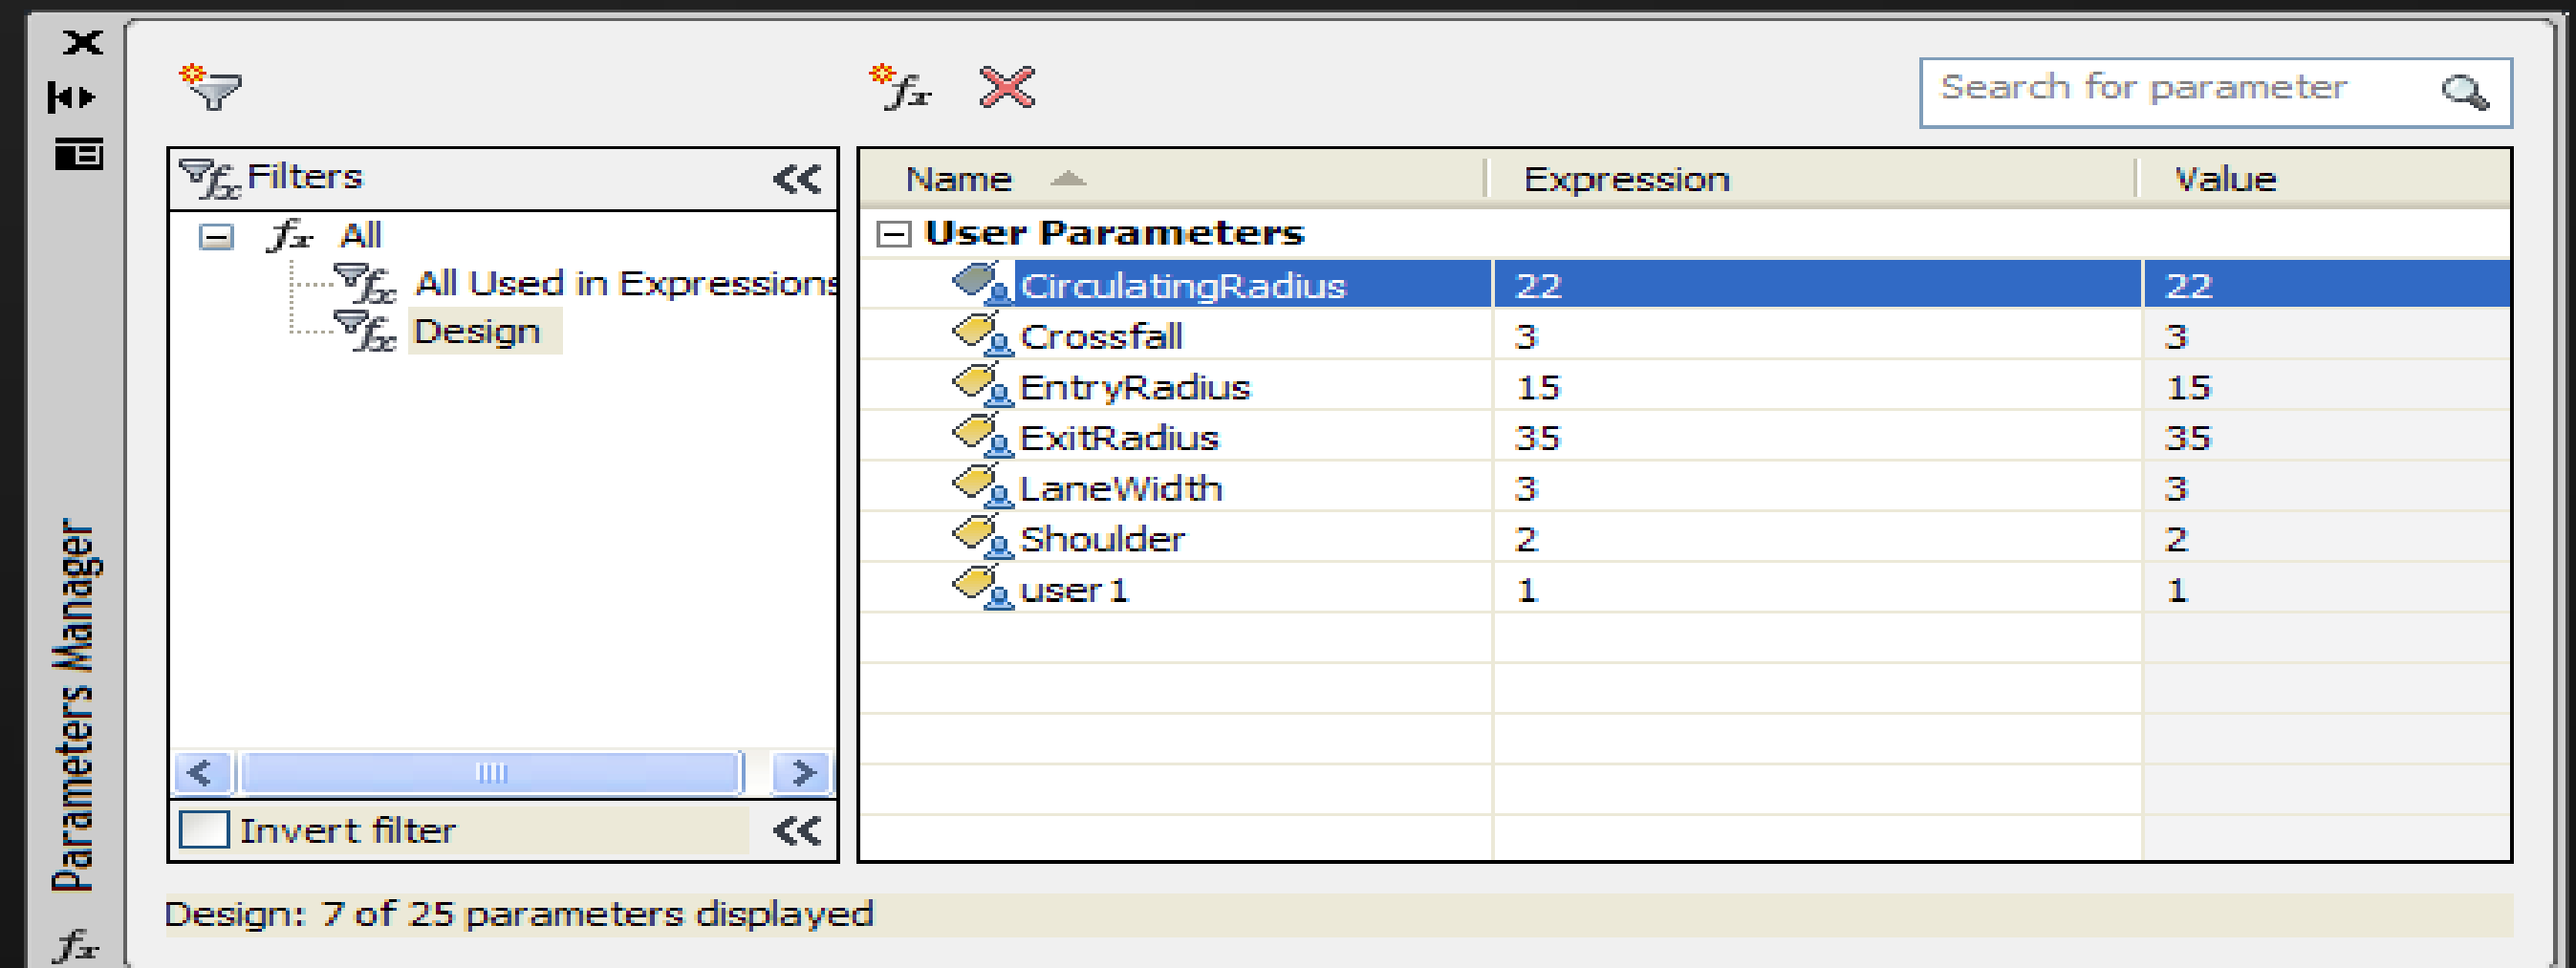 Search for parameter
Filters
Name Expression Value
All
User Parameters
All Used in Expressions
CirculatingRadius 22 22
Design
Crossfall 3 3
EntryRadius 15 15
ExitRadius 35 35
LaneWidth 3 3
Shoulder 2 2
user1 1 1
Invert filter
Design: 7 of 25 parameters displayed
Parameters Manager